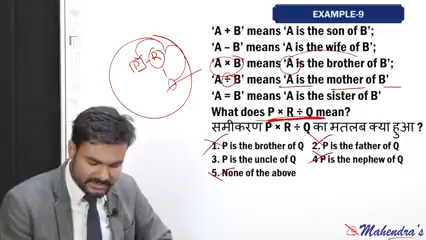 EXAMPLE-9
'A + B' means 'A is the son of B';
'A – B' means 'A is the wife of B';
'A × B' means 'A is the brother of B';
'A ÷ B' means 'A is the mother of B'
'A = B' means 'A is the sister of B'
What does P × R ÷ Q mean?
समीकरण P × R ÷ Q का मतलब क्या हुआ ?
1. P is the brother of Q 2. P is the father of Q
3. P is the uncle of Q 4 P is the nephew of Q
5. None of the above
Mahendra's